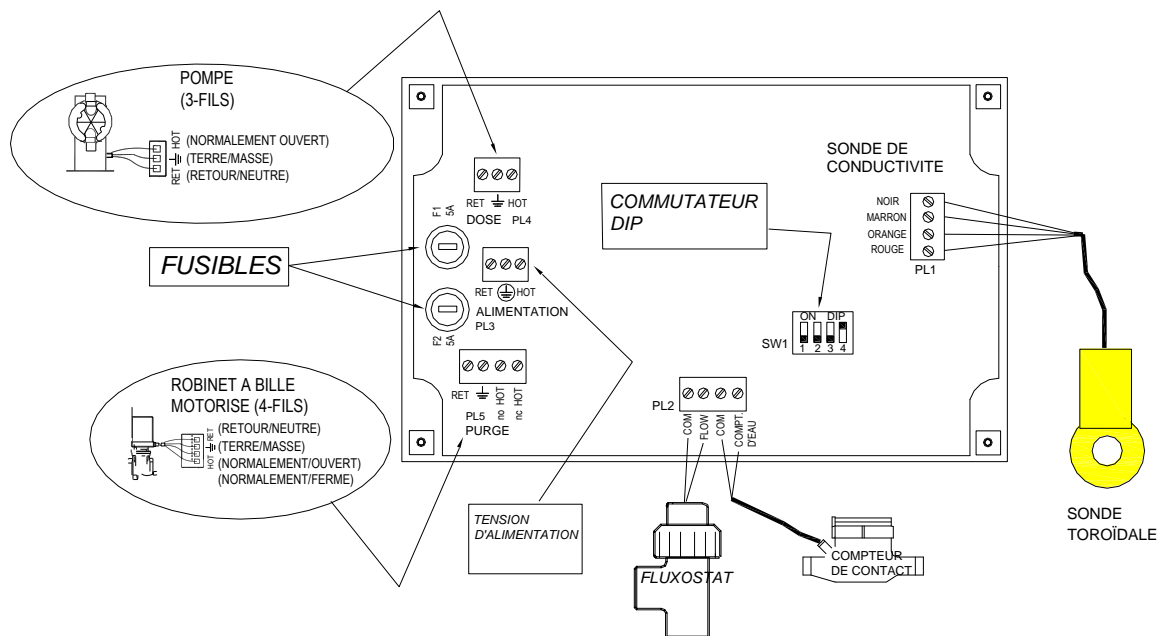 POMPE
(3-FILS)
HOT
RET
(NORMALEMENT OUVERT)
(TERRE/MASSE)
(RETOUR/NEUTRE)
FUSIBLES
ROBINET A BILLE
MOTORISE (4-FILS)
(RETOUR/NEUTRE)
(TERRE/MASSE)
(NORMALEMENT/OUVERT)
(NORMALEMENT/FERME)
RET
HOT
RET HOT
DOSE PL4
F1
5A
RET HOT
ALIMENTATION
PL3
F2
5A
RET
no HOT
nc HOT
PL5
PURGE
TENSION
D'ALIMENTATION
COMMUTATEUR
DIP
ON DIP
SW1
1 2 3 4
PL2
COM
FLOW
COM
COMPT.
D'EAU
FLUXOSTAT
COMPTEUR
DE CONTACT
SONDE DE
CONDUCTIVITE
NOIR
MARRON
ORANGE
ROUGE
PL1
SONDE
TOROÏDALE